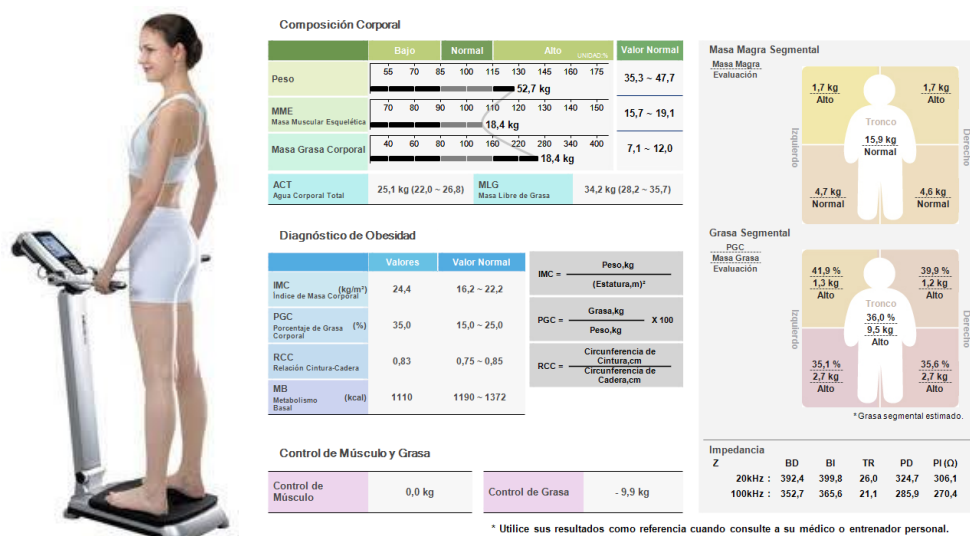 Composición Corporal
Bajo Normal Alto UNIDAD % Valor Normal
Peso
55 70 85 100 115 130 145 160 175
52,7 kg
35,3 ~ 47,7
MME
Masa Muscular Esquelética
70 80 90 100 110 120 130 140 150
18,4 kg
15,7 ~ 19,1
Masa Grasa Corporal
40 60 80 100 160 220 280 340 400
18,4 kg
7,1 ~ 12,0
ACT
Agua Corporal Total
25,1 kg (22,0 ~ 26,8)
MLG
Masa Libre de Grasa
34,2 kg (28,2 ~ 35,7)
Diagnóstico de Obesidad
Valores Valor Normal
IMC (kg/m²)
Índice de Masa Corporal
24,4 16,2 ~ 22,2
PGC
Porcentaje de Grasa (%)
Corporal
35,0 15,0 ~ 25,0
RCC
Relación Cintura-Cadera
0,83 0,75 ~ 0,85
MB
Metabolismo (kcal)
Basal
1110 1190 ~ 1372
IMC = Peso,kg
(Estatura,m)²
PGC = Grasa,kg X 100
Peso,kg
RCC = Circunferencia de
Cintura,cm
Circunferencia de
Cadera,cm
Control de Músculo y Grasa
Control de
Músculo
0,0 kg
Control de Grasa
- 9,9 kg
Masa Magra Segmental
Masa Magra
Evaluación
1,7 kg
Alto
1,7 kg
Alto
Tronco
15,9 kg
Normal
Izquierdo
Derecho
4,7 kg
Normal
4,6 kg
Normal
Grasa Segmental
PGC
Masa Grasa
Evaluación
41,9 %
1,3 kg
Alto
39,9 %
1,2 kg
Alto
Tronco
36,0 %
9,5 kg
Alto
Izquierdo
Derecho
35,1 %
2,7 kg
Alto
35,6 %
2,7 kg
Alto
* Grasa segmental estimado.
Impedancia
Z BD BI TR PD PI (Ω)
20kHz : 392,4 399,8 26,0 324,7 306,1
100kHz : 352,7 365,6 21,1 285,9 270,4
* Utilice sus resultados como referencia cuando consulte a su médico o entrenador personal.